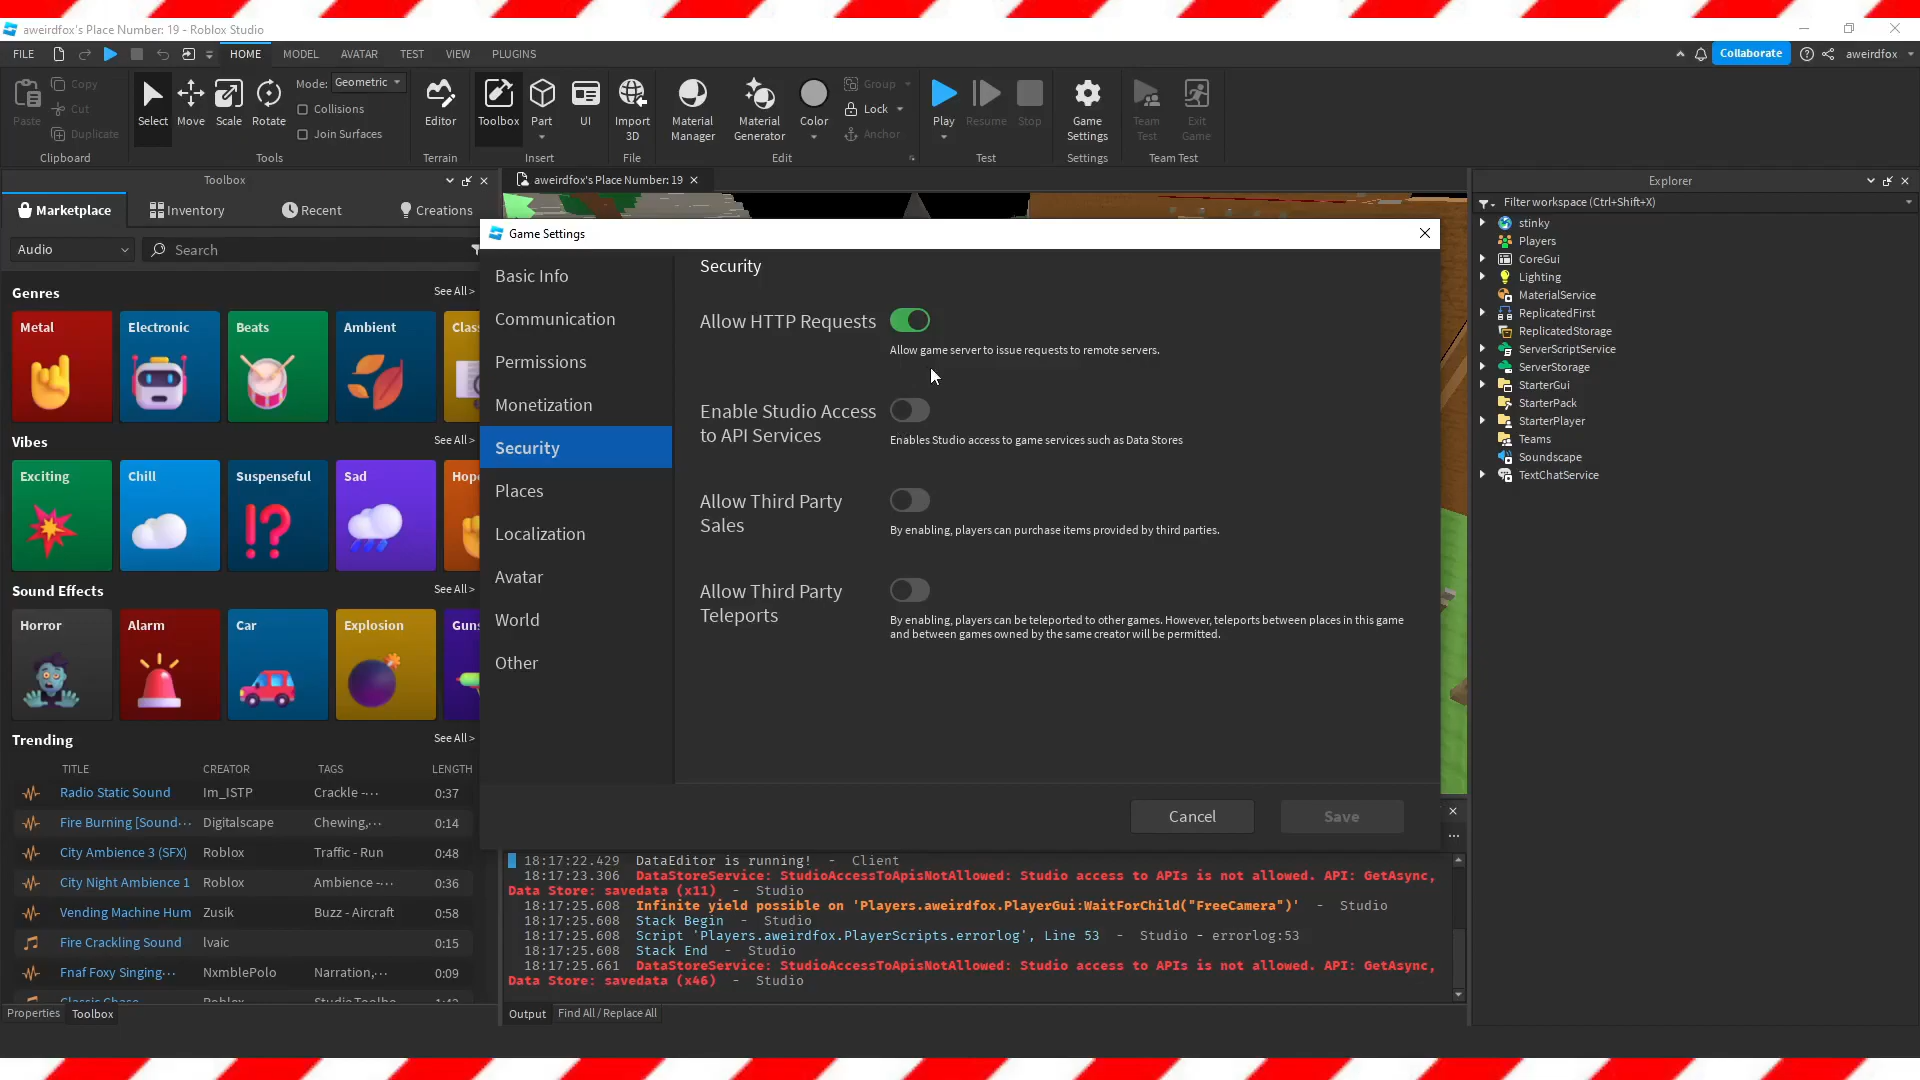 aweirdfox's Place Number: 19 - Roblox Studio
FILE HOME MODEL AVATAR TEST VIEW PLUGINS Collaborate aweirdfox
Paste
Copy
Cut
Duplicate
Clipboard
Select Move Scale Rotate
Mode: Geometric
Collisions
Join Surfaces
Tools
Editor
Terrain
Toolbox Part UI
Insert
Import
3D
File
Material
Manager
Material
Generator
Color
Group
Lock
Anchor
Edit
Play Resume Stop
Test
Game
Settings
Settings
Team
Test
Exit
Game
Team Test
Toolbox
Marketplace Inventory Recent Creations
Audio Search
Genres See All >
Metal Electronic Beats Ambient Clas
Vibes See All >
Exciting Chill Suspenseful Sad Hope
Sound Effects See All >
Horror Alarm Car Explosion Guns
Trending See All >
TITLE CREATOR TAGS LENGTH
Radio Static Sound Im_ISTP Crackle -... 0:37
Fire Burning [Sound... Digitalscape Chewing,... 0:14
City Ambience 3 (SFX) Roblox Traffic - Run 0:48
City Night Ambience 1 Roblox Ambience -... 0:36
Vending Machine Hum Zusik Buzz - Aircraft 0:58
Fire Crackling Sound lvaic 0:15
Fnaf Foxy Singing... NxmblePolo Narration,... 0:09
Properties Toolbox
aweirdfox's Place Number: 19
Game Settings
Basic Info
Communication
Permissions
Monetization
Security
Places
Localization
Avatar
World
Other
Security
Allow HTTP Requests
Allow game server to issue requests to remote servers.
Enable Studio Access
to API Services
Enables Studio access to game services such as Data Stores
Allow Third Party
Sales
By enabling, players can purchase items provided by third parties.
Allow Third Party
Teleports
By enabling, players can be teleported to other games. However, teleports between places in this game
and between games owned by the same creator will be permitted.
Cancel Save
18:17:22.429 DataEditor is running! - Client
18:17:23.306 DataStoreService: StudioAccessToApisNotAllowed: Studio access to APIs is not allowed. API: GetAsync,
Data Store: savedata (x11) - Studio
18:17:25.608 Infinite yield possible on 'Players.aweirdfox.PlayerGui:WaitForChild("FreeCamera")' - Studio
18:17:25.608 Stack Begin - Studio
18:17:25.608 Script 'Players.aweirdfox.PlayerScripts.errorlog', Line 53 - Studio - errorlog:53
18:17:25.608 Stack End - Studio
18:17:25.661 DataStoreService: StudioAccessToApisNotAllowed: Studio access to APIs is not allowed. API: GetAsync,
Data Store: savedata (x46) - Studio
Output Find All / Replace All
Explorer
Filter workspace (Ctrl+Shift+X)
stinky
Players
CoreGui
Lighting
MaterialService
ReplicatedFirst
ReplicatedStorage
ServerScriptService
ServerStorage
StarterGui
StarterPack
StarterPlayer
Teams
Soundscape
TextChatService